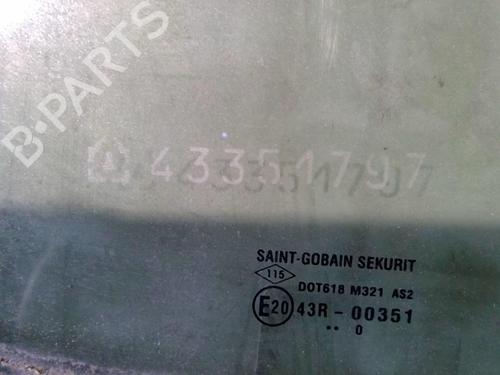 B-PARTS
A 43351797
SAINT-GOBAIN SEKURIT
115
DOT618 M321 AS2
E20 43R-00351
.. 0